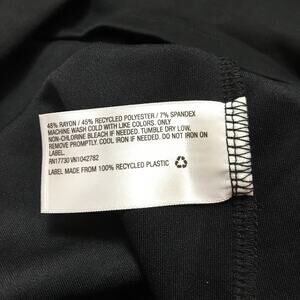 48% RAYON / 45% RECYCLED POLYESTER / 7% SPANDEX
MACHINE WASH COLD WITH LIKE COLORS. ONLY
NON-CHLORINE BLEACH IF NEEDED. TUMBLE DRY LOW.
REMOVE PROMPTLY. COOL IRON IF NEEDED. DO NOT IRON ON
LABEL.
RN17730 VN1042782
LABEL MADE FROM 100% RECYCLED PLASTIC